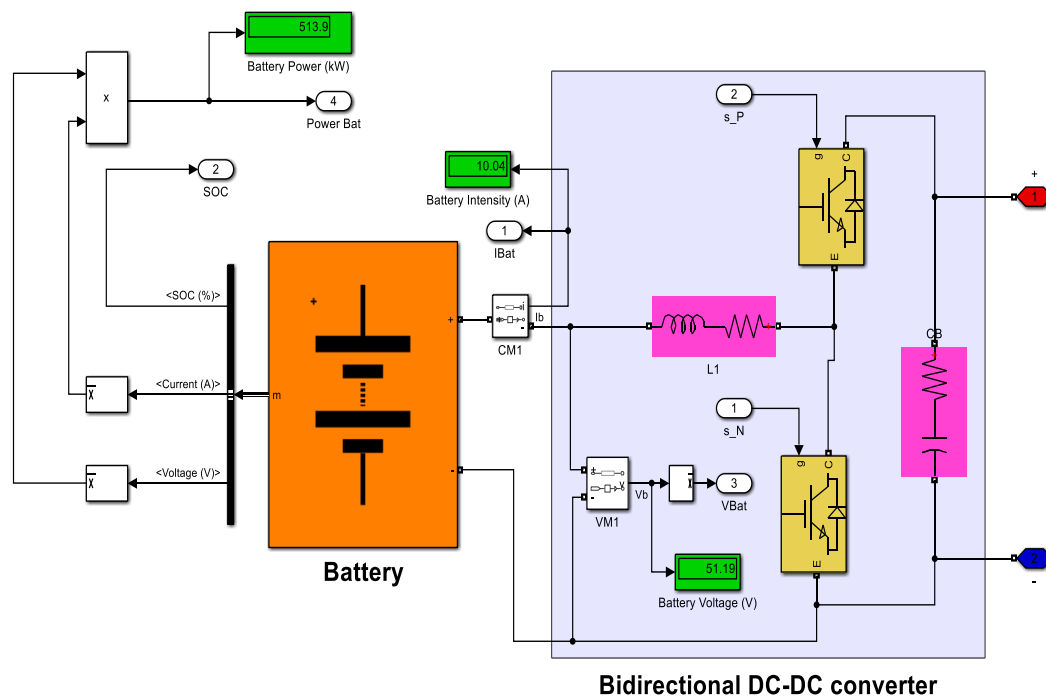 513.9
Battery Power (kW)
x
4
Power Bat
2
SOC
<SOC (%)>
<Current (A)>
<Voltage (V)>
x
x
m
+
+
-
Battery
10.04
Battery Intensity (A)
1
IBat
i
-
Ib
CM1
+
L1
2
s_P
g
C
E
1
s_N
g
C
E
+
-
v
VM1
Vb
x
3
VBat
51.19
Battery Voltage (V)
CB
+
+
1
2
-
Bidirectional DC-DC converter